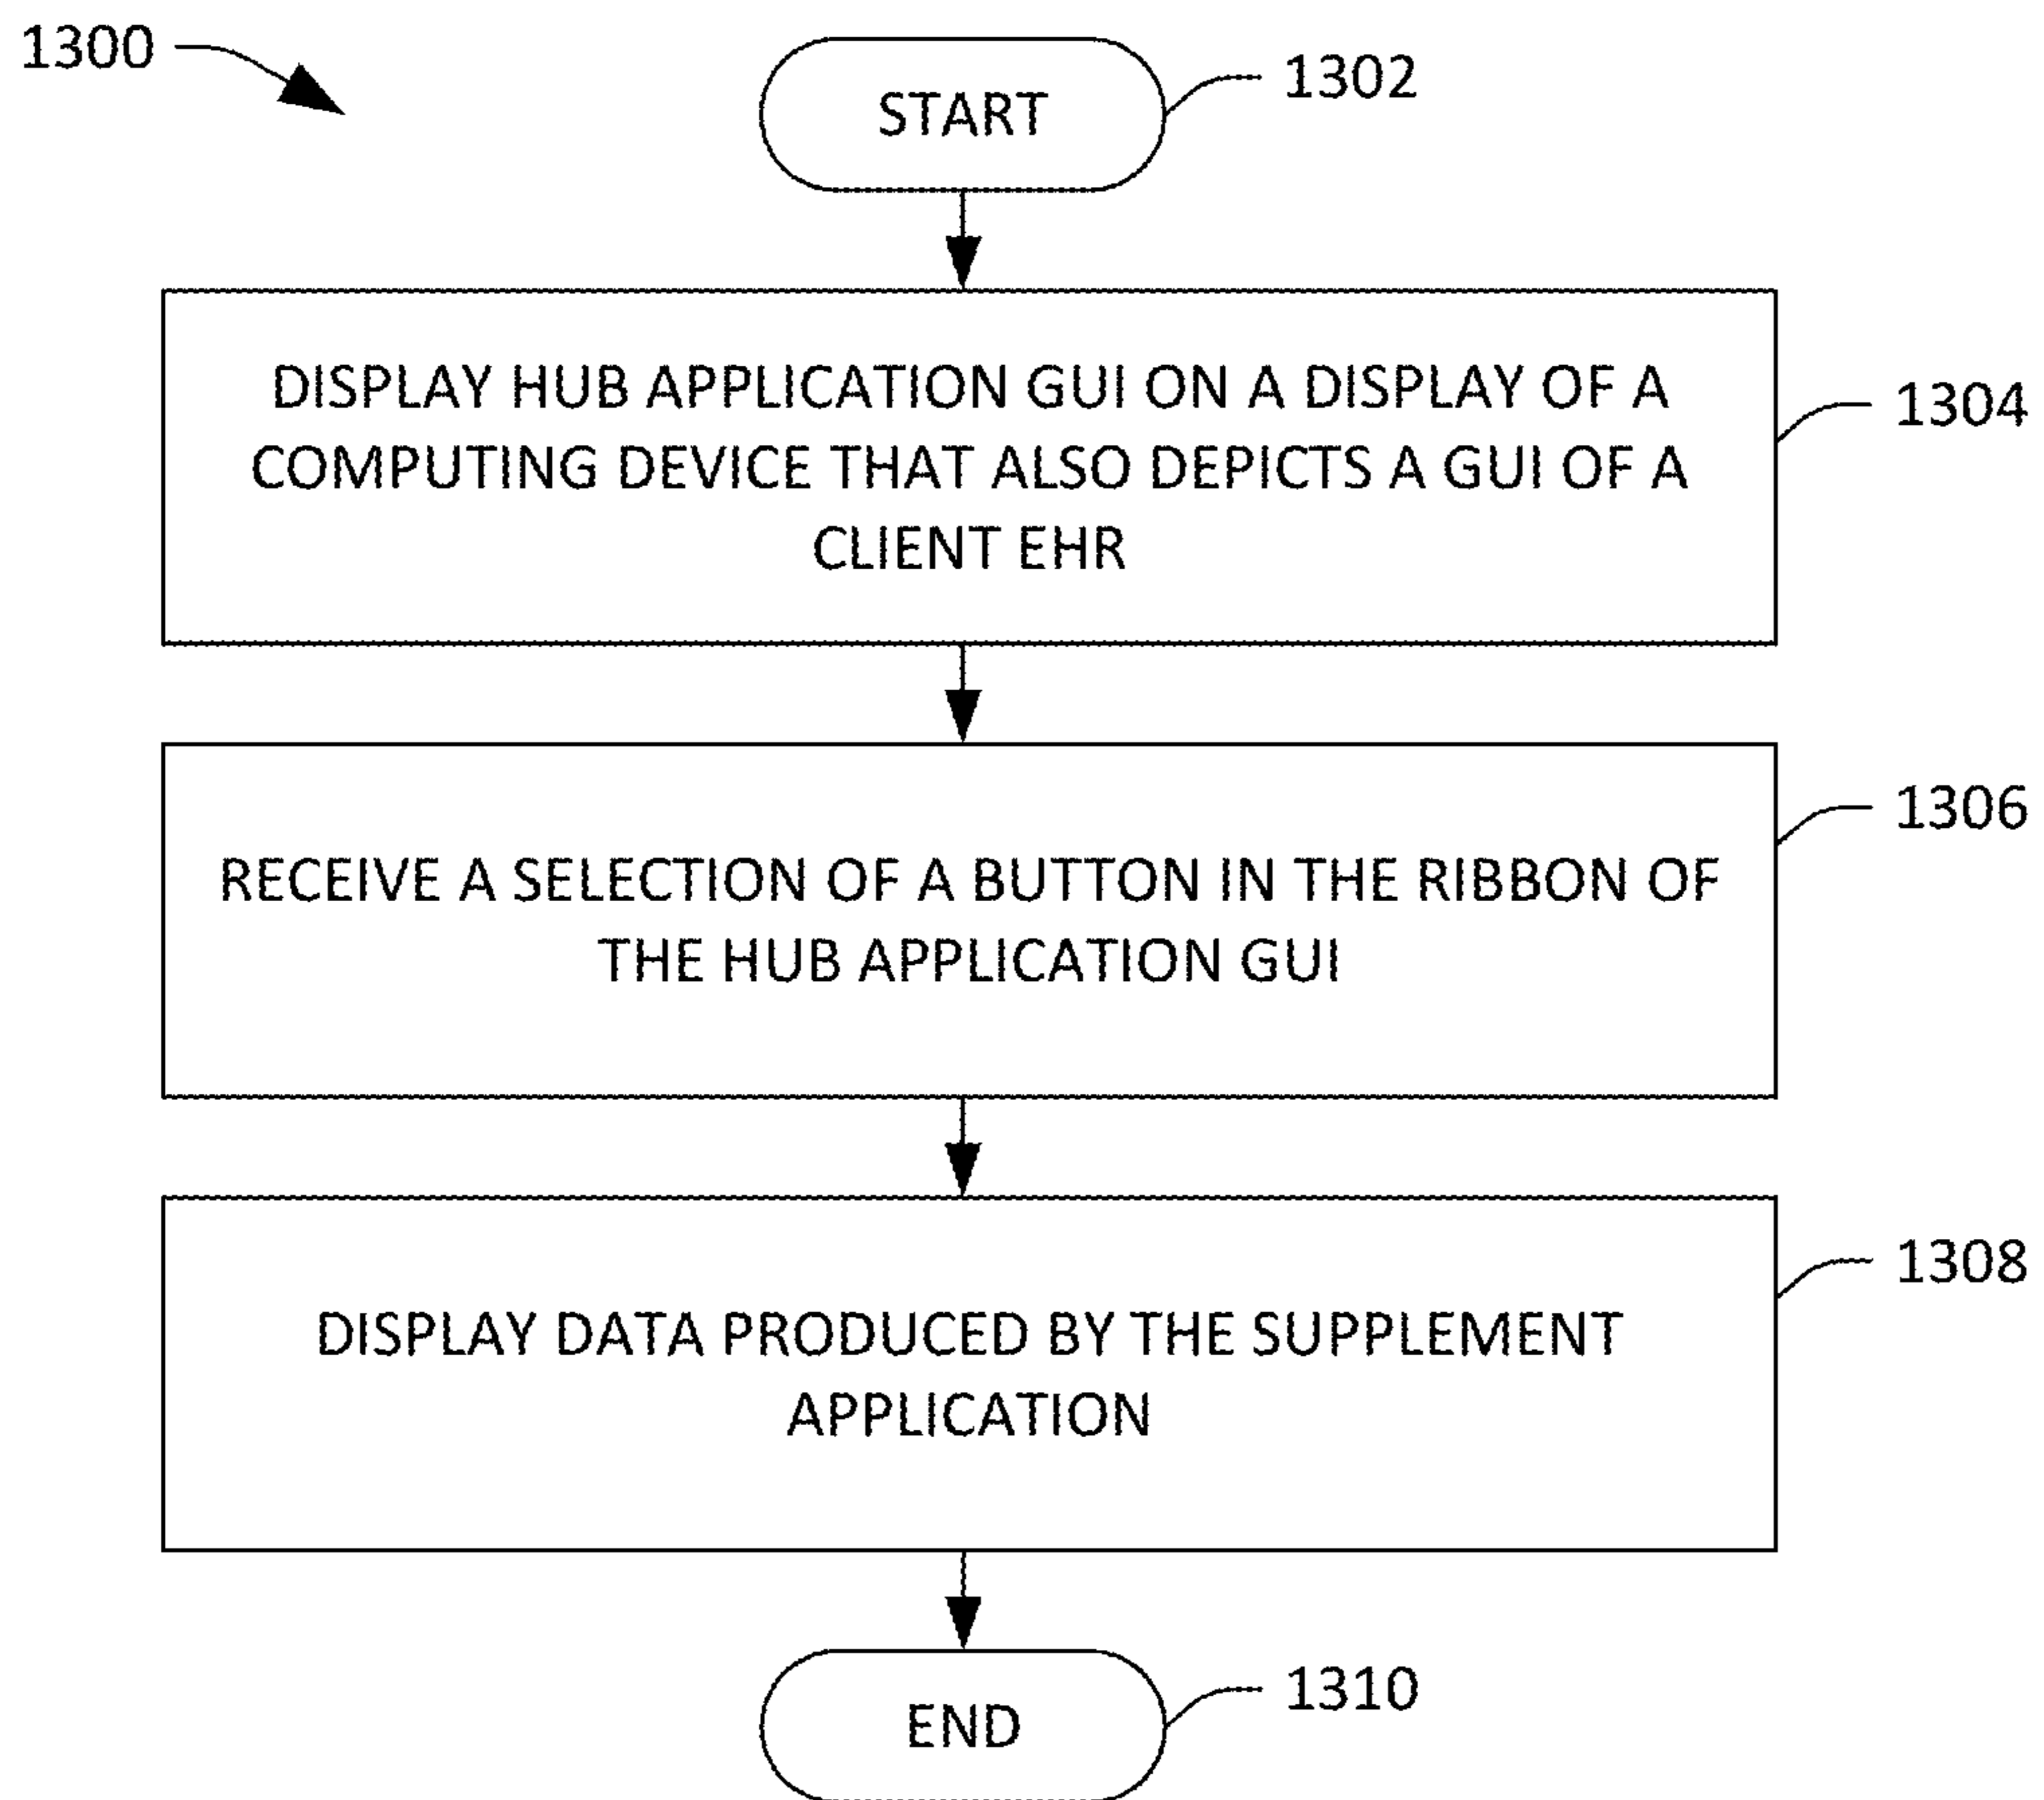 1300
START
1302
DISPLAY HUB APPLICATION GUI ON A DISPLAY OF A
COMPUTING DEVICE THAT ALSO DEPICTS A GUI OF A
CLIENT EHR
1304
RECEIVE A SELECTION OF A BUTTON IN THE RIBBON OF
THE HUB APPLICATION GUI
1306
DISPLAY DATA PRODUCED BY THE SUPPLEMENT
APPLICATION
1308
END
1310